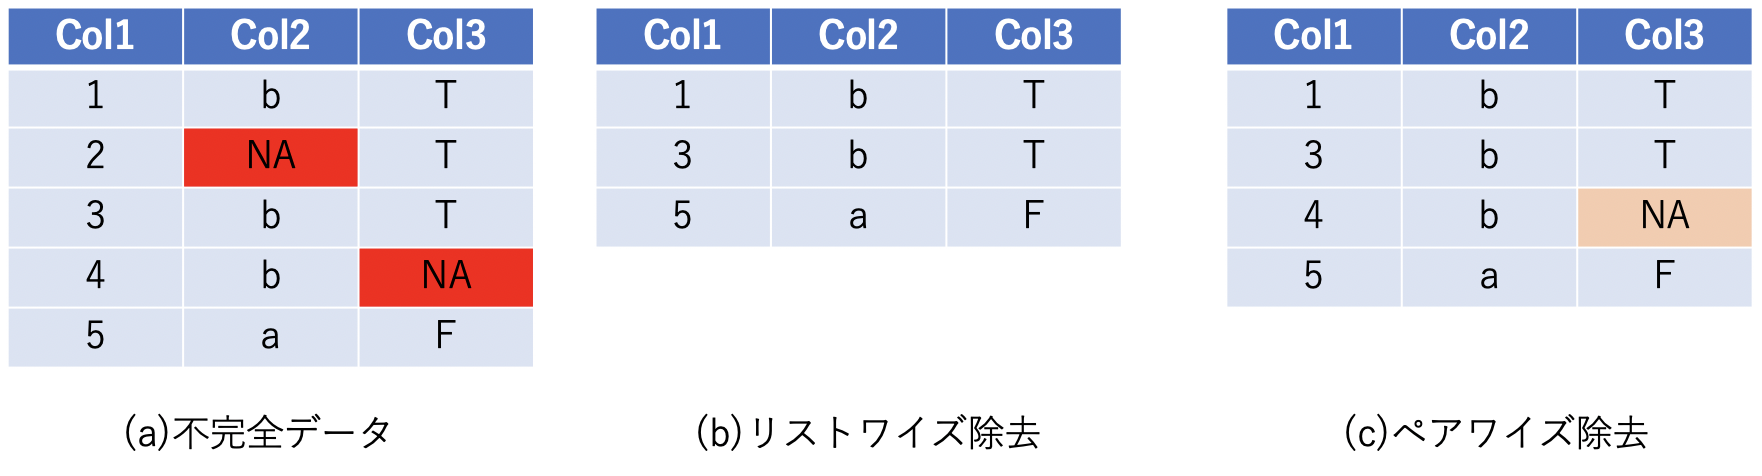 Col1 Col2 Col3
1 b T
2 NA T
3 b T
4 b NA
5 a F
(a)不完全データ
Col1 Col2 Col3
1 b T
3 b T
5 a F
(b)リストワイズ除去
Col1 Col2 Col3
1 b T
3 b T
4 b NA
5 a F
(c)ペアワイズ除去